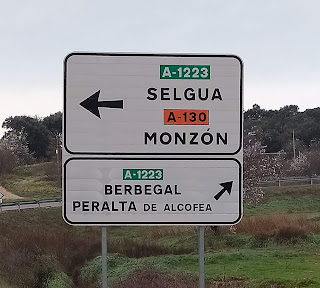 A-1223
SELGUA
A-130
MONZÓN
A-1223
BERBEGAL
PERALTA DE ALCOFEA